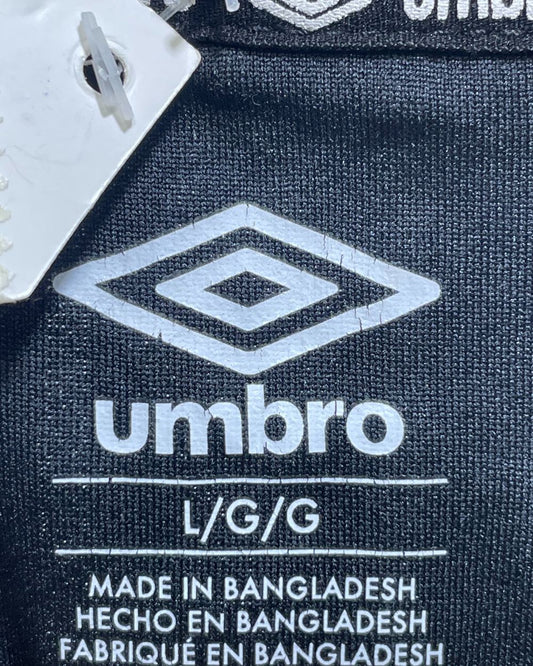 umbro
L/G/G
MADE IN BANGLADESH
HECHO EN BANGLADESH
FABRIQUÉ EN BANGLADESH